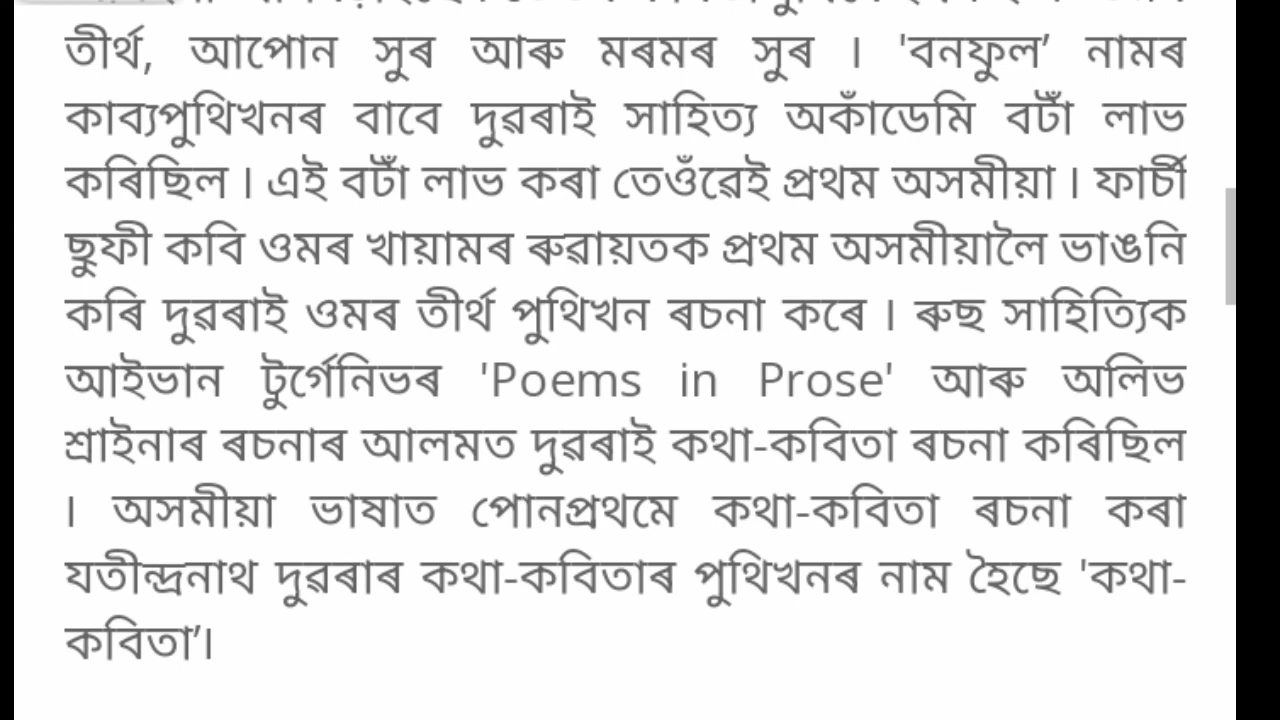 তীৰ্থ, আপোন সুৰ আৰু মৰমৰ সুৰ । 'বনফুল’ নামৰ
কাব্যপুথিখনৰ বাবে দুৱৰাই সাহিত্য অকাঁডেমি বটাঁ লাভ
কৰিছিল । এই বটাঁ লাভ কৰা তেওঁৱেই প্ৰথম অসমীয়া । ফাৰ্চী
ছুফী কবি ওমৰ খায়ামৰ ৰুৱায়তক প্ৰথম অসমীয়ালৈ ভাঙনি
কৰি দুৱৰাই ওমৰ তীৰ্থ পুথিখন ৰচনা কৰে । ৰুছ সাহিত্যিক
আইভান টুৰ্গেনিভৰ 'Poems in Prose' আৰু অলিভ
শ্ৰাইনাৰ ৰচনাৰ আলমত দুৱৰাই কথা-কবিতা ৰচনা কৰিছিল
। অসমীয়া ভাষাত পোনপ্ৰথমে কথা-কবিতা ৰচনা কৰা
যতীন্দ্ৰনাথ দুৱৰাৰ কথা-কবিতাৰ পুথিখনৰ নাম হৈছে 'কথা-
কবিতা’।